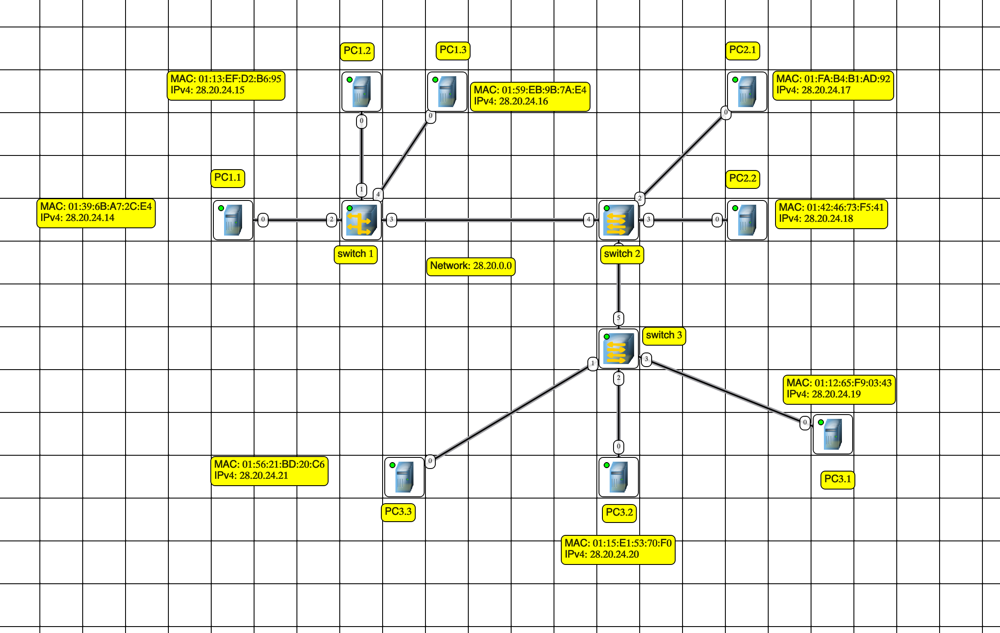 PC1.2
PC1.3
PC2.1
MAC: 01:13:EF:D2:B6:95
IPv4: 28.20.24.15
MAC: 01:59:EB:9B:7A:E4
IPv4: 28.20.24.16
MAC: 01:FA:B4:B1:AD:92
IPv4: 28.20.24.17
0
0
0
PC1.1
PC2.2
1
4
2
MAC: 01:39:6B:A7:2C:E4
IPv4: 28.20.24.14
0
2
3
4
3
0
MAC: 01:42:46:73:F5:41
IPv4: 28.20.24.18
switch 1
switch 2
Network: 28.20.0.0
5
switch 3
1
2
3
MAC: 01:12:65:F9:03:43
IPv4: 28.20.24.19
0
0
0
MAC: 01:56:21:BD:20:C6
IPv4: 28.20.24.21
PC3.1
PC3.3
PC3.2
MAC: 01:15:E1:53:70:F0
IPv4: 28.20.24.20